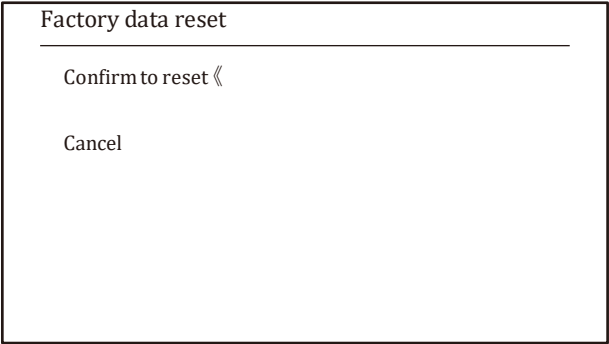 Factory data reset
Confirm to reset《
Cancel